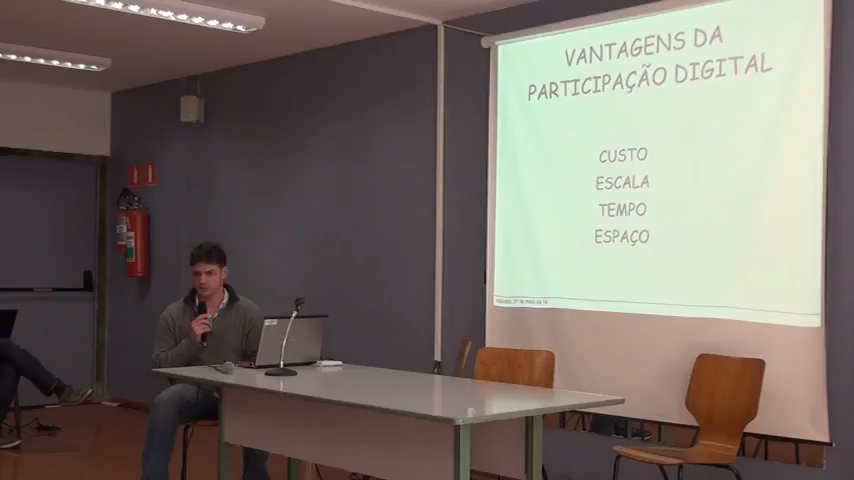 VANTAGENS DA
PARTICIPAÇÃO DIGITAL
CUSTO
ESCALA
TEMPO
ESPAÇO